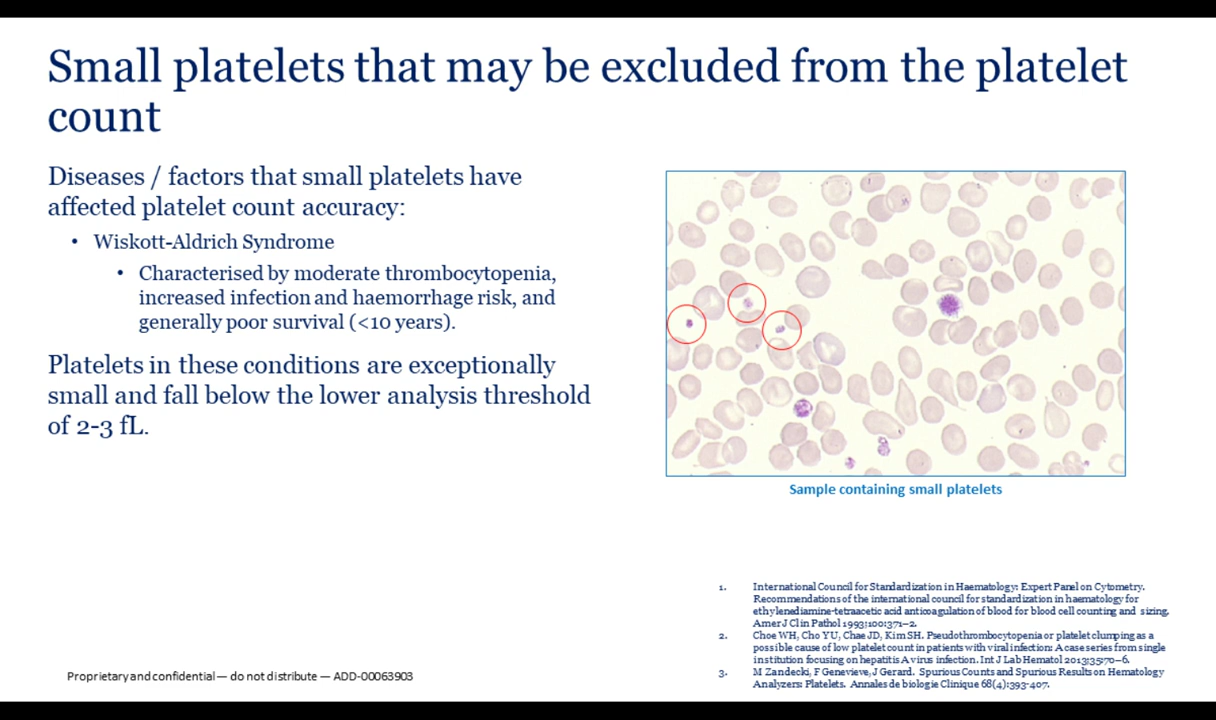 Small platelets that may be excluded from the platelet
count
Diseases / factors that small platelets have
affected platelet count accuracy:
• Wiskott-Aldrich Syndrome
• Characterised by moderate thrombocytopenia,
increased infection and haemorrhage risk, and
generally poor survival (<10 years).
Platelets in these conditions are exceptionally
small and fall below the lower analysis threshold
of 2-3 fL.
Sample containing small platelets
1. International Council for Standardization in Haematology: Expert Panel on Cytometry.
Recommendations of the international council for standardization in haematology for
ethylenediamine-tetraacetic acid anticoagulation of blood for blood cell counting and sizing.
Amer J Clin Pathol 1993;100:371–2.
2. Choe WH, Cho YU, Chae JD, Kim SH. Pseudothrombocytopenia or platelet clumping as a
possible cause of low platelet count in patients with viral infection: A case series from single
institution focusing on hepatitis A virus infection. Int J Lab Hematol 2013;35:70–6.
3. M Zandecki, F Genevieve, J Gerard. Spurious Counts and Spurious Results on Hematology
Analyzers: Platelets. Annales de biologie Clinique 68(4):393-407.
Proprietary and confidential — do not distribute — ADD-00063903